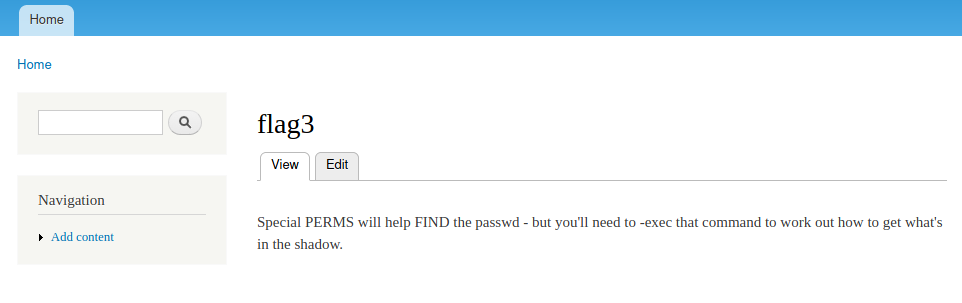 Home
Home
flag3
View Edit
Navigation
Add content
Special PERMS will help FIND the passwd - but you'll need to -exec that command to work out how to get what's
in the shadow.